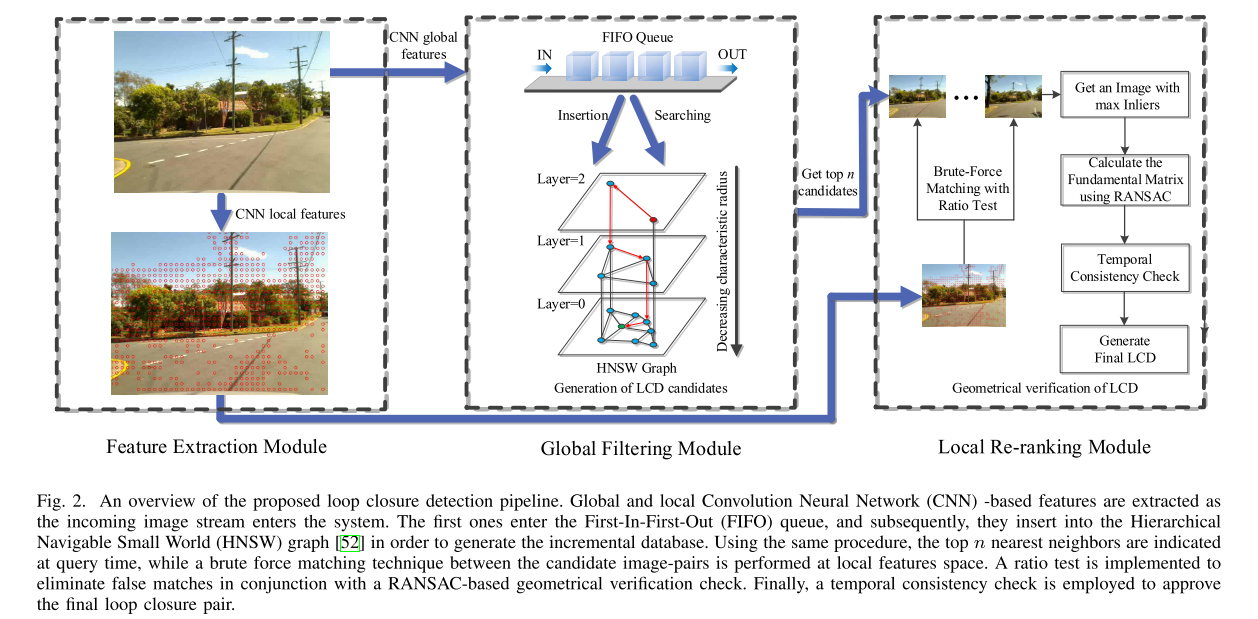 CNN global
features
CNN local features
Feature Extraction Module
FIFO Queue
IN
OUT
Insertion
Searching
Layer=2
Layer=1
Layer=0
Decreasing characteristic radius
HNSW Graph
Generation of LCD candidates
Global Filtering Module
Get top n
candidates
Brute-Force
Matching with
Ratio Test
Get an Image with
max Inliers
Calculate the
Fundamental Matrix
using RANSAC
Temporal
Consistency Check
Generate
Final LCD
Geometrical verification of LCD
Local Re-ranking Module
Fig. 2. An overview of the proposed loop closure detection pipeline. Global and local Convolution Neural Network (CNN) -based features are extracted as
the incoming image stream enters the system. The first ones enter the First-In-First-Out (FIFO) queue, and subsequently, they insert into the Hierarchical
Navigable Small World (HNSW) graph [52] in order to generate the incremental database. Using the same procedure, the top n nearest neighbors are indicated
at query time, while a brute force matching technique between the candidate image-pairs is performed at local features space. A ratio test is implemented to
eliminate false matches in conjunction with a RANSAC-based geometrical verification check. Finally, a temporal consistency check is employed to approve
the final loop closure pair.